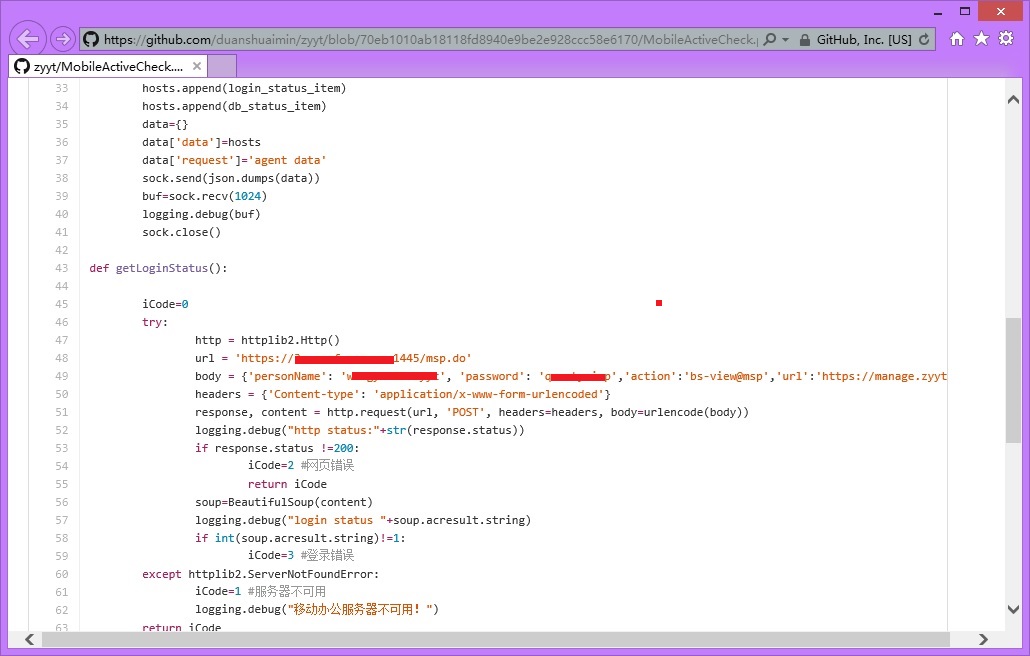 https://github.com/duanshuaimin/zyyt/blob/70eb1010ab18118fd8940e9be2e928ccc58e6170/MobileActiveCheck.p
GitHub, Inc. [US]
zyyt/MobileActiveCheck....
33 hosts.append(login_status_item)
34 hosts.append(db_status_item)
35 data={}
36 data['data']=hosts
37 data['request']='agent data'
38 sock.send(json.dumps(data))
39 buf=sock.recv(1024)
40 logging.debug(buf)
41 sock.close()
42
43 def getLoginStatus():
44
45 iCode=0
46 try:
47 http = httplib2.Http()
48 url = 'https:// 1445/msp.do'
49 body = {'personName': ' ', 'password': ' ','action':'bs-view@msp','url':'https://manage.zyyt
50 headers = {'Content-type': 'application/x-www-form-urlencoded'}
51 response, content = http.request(url, 'POST', headers=headers, body=urlencode(body))
52 logging.debug("http status:"+str(response.status))
53 if response.status !=200:
54 iCode=2 #网页错误
55 return iCode
56 soup=BeautifulSoup(content)
57 logging.debug("login status "+soup.acresult.string)
58 if int(soup.acresult.string)!=1:
59 iCode=3 #登录错误
60 except httplib2.ServerNotFoundError:
61 iCode=1 #服务器不可用
62 logging.debug("移动办公服务器不可用! ")
63 return iCode